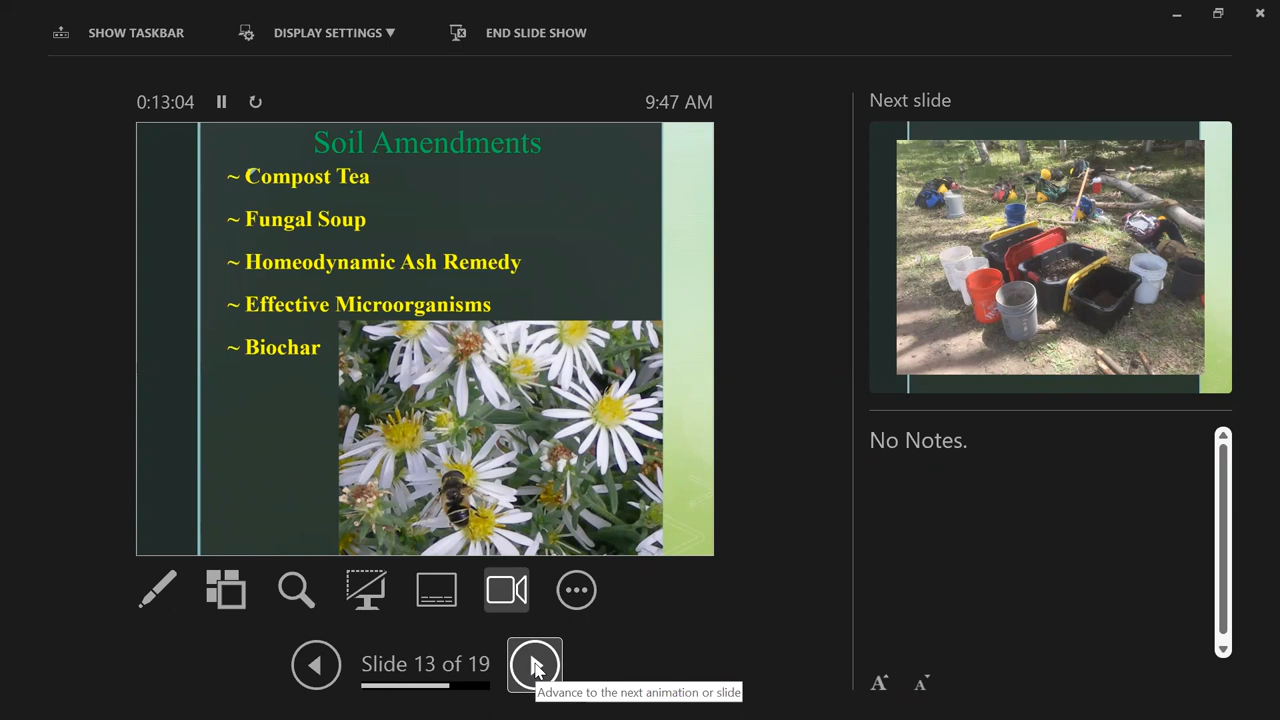 SHOW TASKBAR
DISPLAY SETTINGS ▼
END SLIDE SHOW
0:13:04
9:47 AM
Soil Amendments
~ Compost Tea
~ Fungal Soup
~ Homeodynamic Ash Remedy
~ Effective Microorganisms
~ Biochar
Slide 13 of 19
Advance to the next animation or slide
Next slide
No Notes.
A A